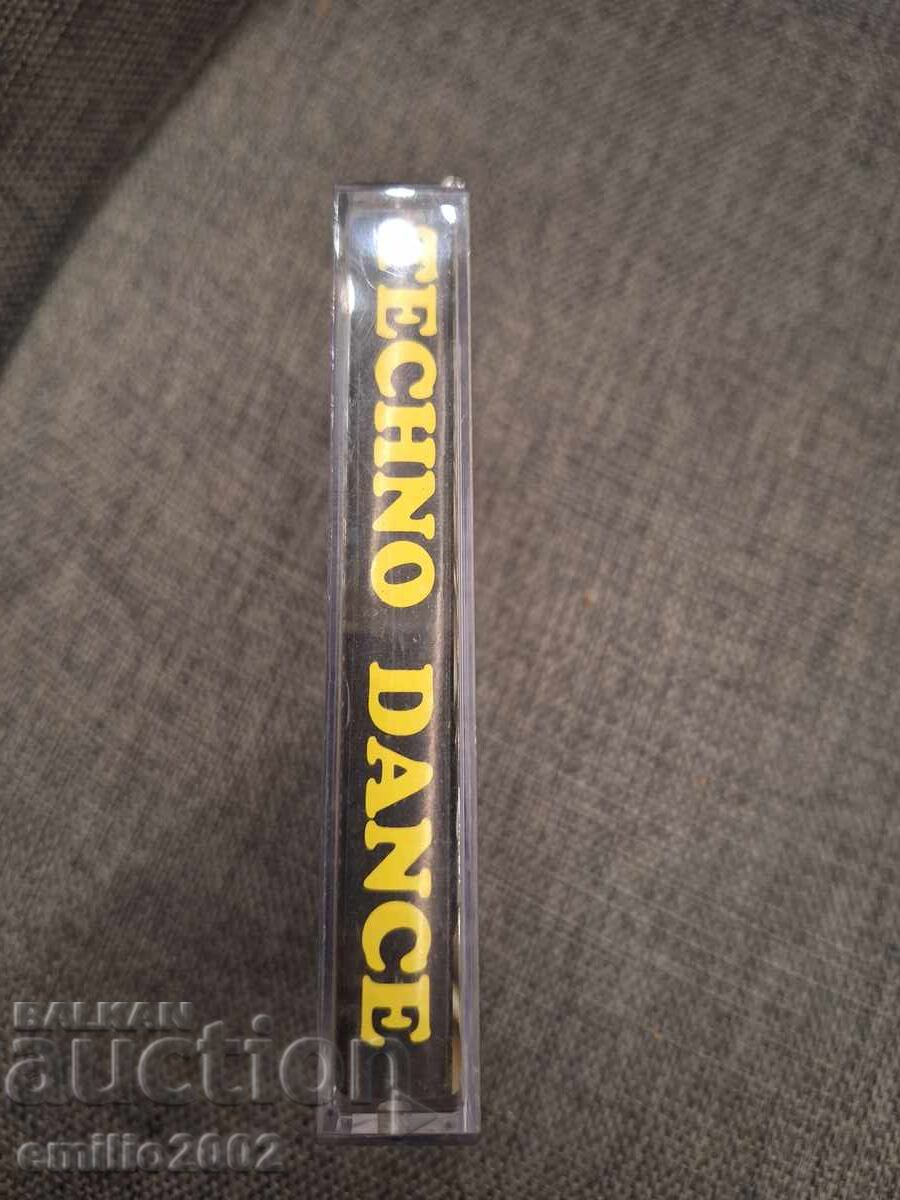 TECHNO DANCE
BALKAN
auction
emilio2002